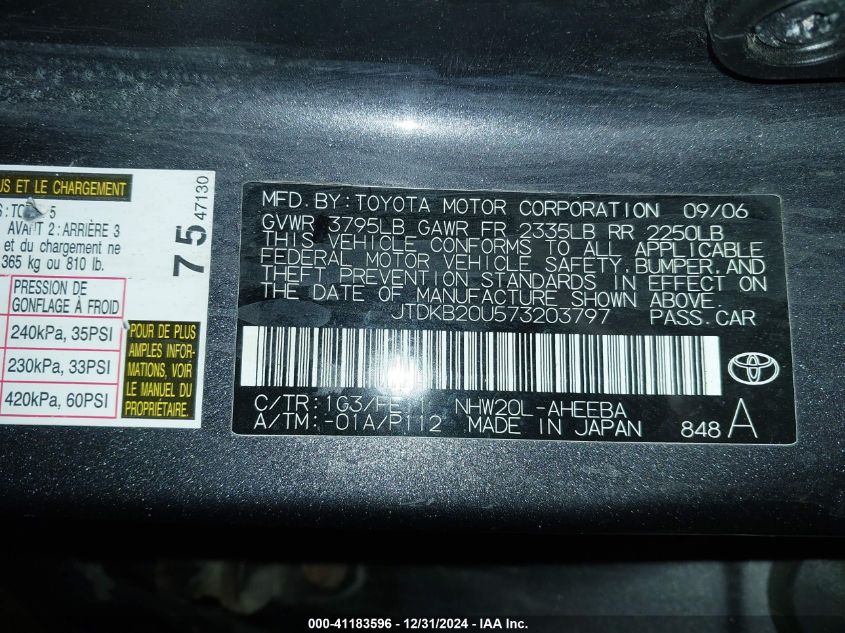 US ET LE CHARGEMENT
5
AVANT 2: ARRIÈRE 3
et du chargement ne
365 kg ou 810 lb.
PRESSION DE
GONFLAGE À FROID
240kPa, 35PSI
230kPa, 33PSI
420kPa, 60PSI
POUR DE PLUS
AMPLES INFOR-
MATIONS, VOIR
LE MANUEL DU
PROPRIÉTAIRE.
75 47130
MFD. BY: TOYOTA MOTOR CORPORATION 09/06
GVWR 3795LB GAWR FR 2335LB RR 2250LB
THIS VEHICLE CONFORMS TO ALL APPLICABLE
FEDERAL MOTOR VEHICLE SAFETY, BUMPER, AND
THEFT PREVENTION STANDARDS IN EFFECT ON
THE DATE OF MANUFACTURE SHOWN ABOVE.
JTDKB20U573203797 PASS. CAR
C/TR: 1G3/FE NHW20L-AHEEBA
A/TM: -01A/P112 MADE IN JAPAN 848 A
000-41183596 - 12/31/2024 - IAA Inc.